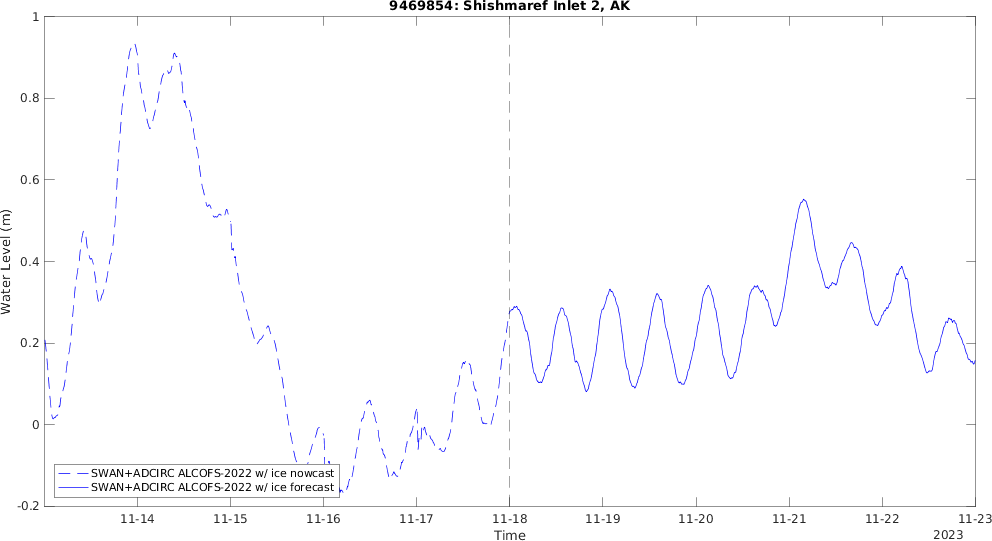 9469854: Shishmaref Inlet 2, AK
1
0.8
0.6
0.4
0.2
0
-0.2
Water Level (m)
SWAN+ADCIRC ALCOFS-2022 w/ ice nowcast
SWAN+ADCIRC ALCOFS-2022 w/ ice forecast
11-14 11-15 11-16 11-17 11-18 11-19 11-20 11-21 11-22 11-23
Time
2023